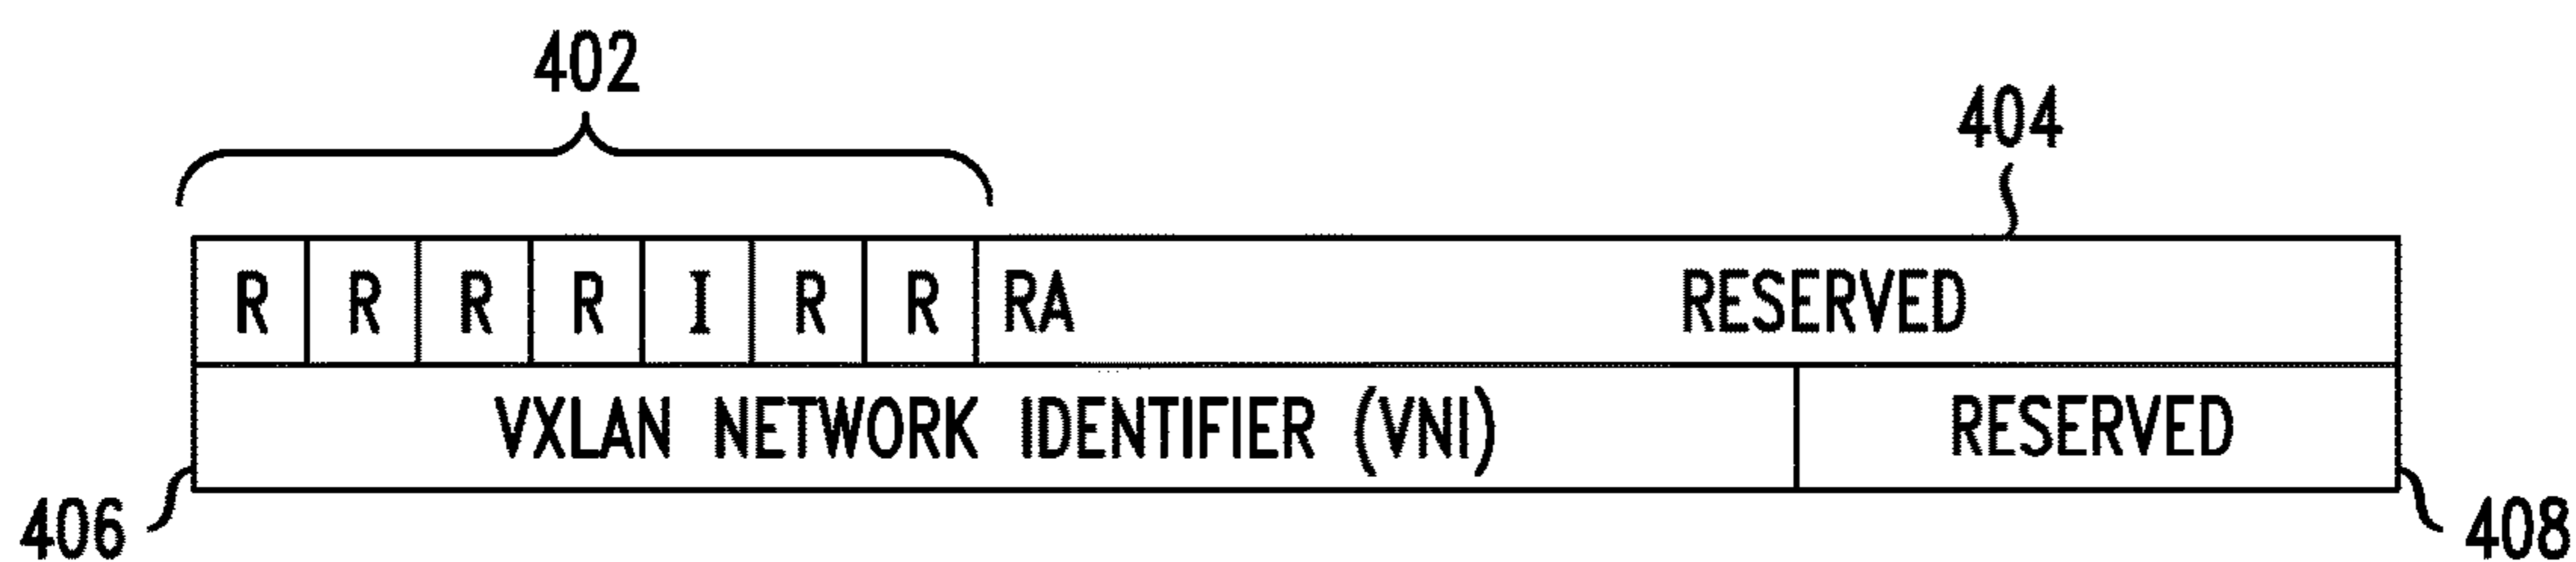 402
404
R R R R I R R RA RESERVED
VXLAN NETWORK IDENTIFIER (VNI) RESERVED
406 408